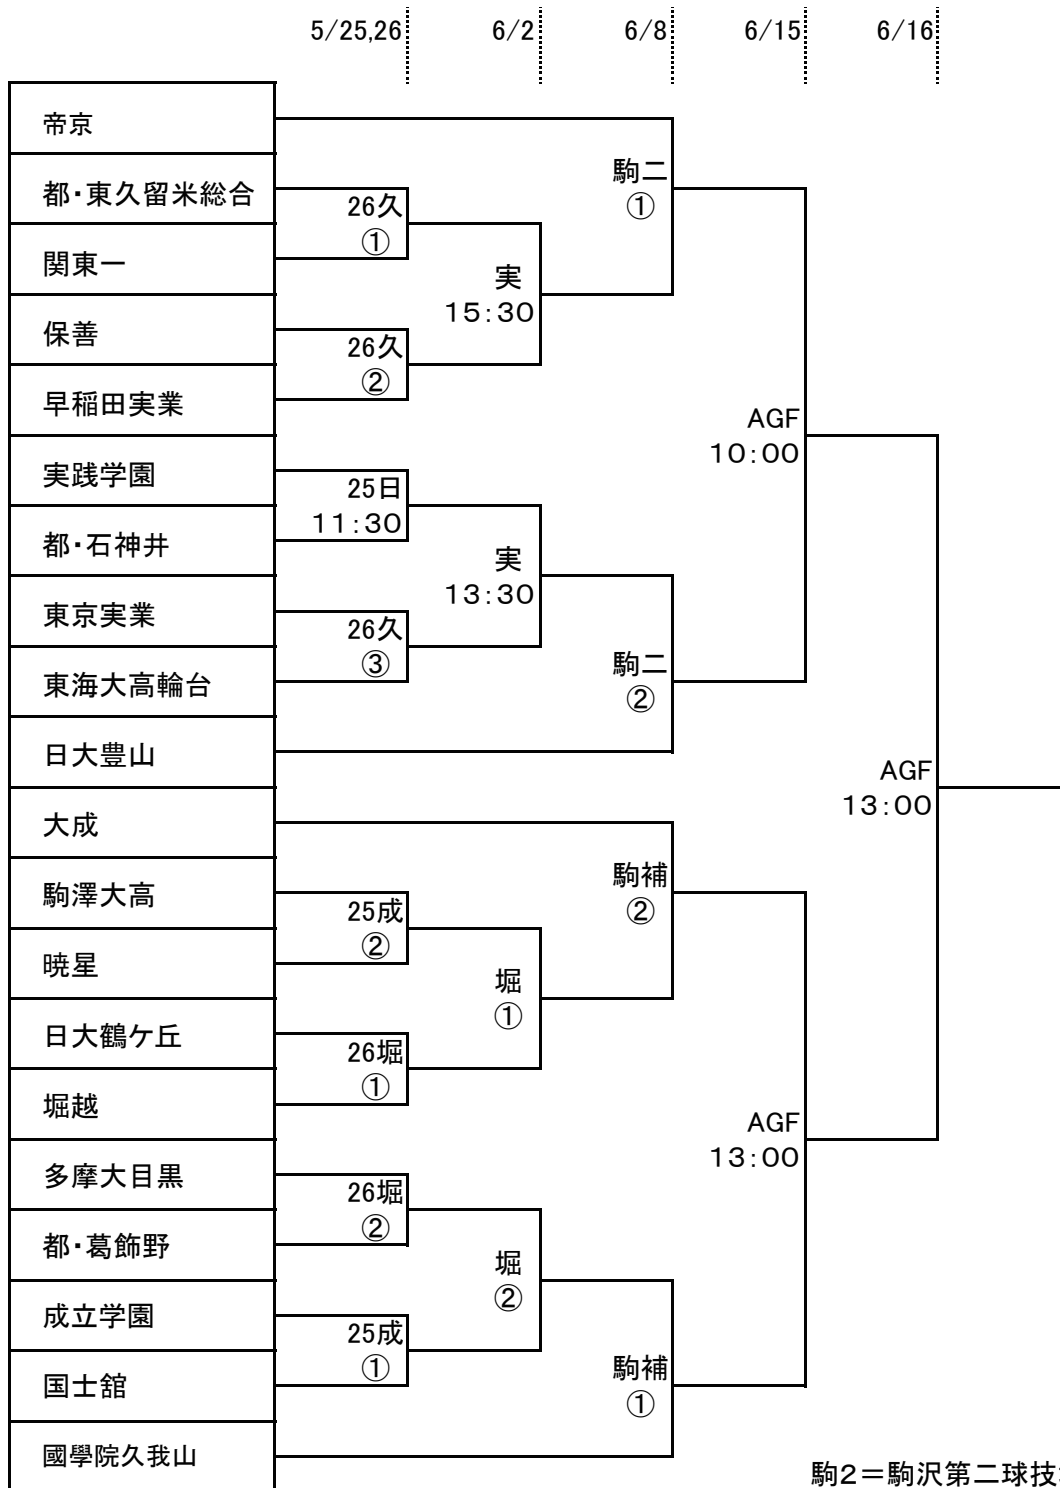 5/25,26 6/2 6/8 6/15 6/16
帝京
駒二
①
都・東久留米総合
26久
①
関東一
実
15:30
保善
26久
②
早稲田実業
AGF
10:00
実践学園
25日
11:30
都・石神井
実
13:30
東京実業
26久
③
駒二
②
東海大高輪台
日大豊山
AGF
13:00
大成
駒澤大高
駒補
②
25成
②
暁星
堀
①
日大鶴ケ丘
26堀
①
堀越
AGF
13:00
多摩大目黒
26堀
②
都・葛飾野
堀
②
成立学園
25成
①
国士舘
駒補
①
國學院久我山
駒2＝駒沢第二球技